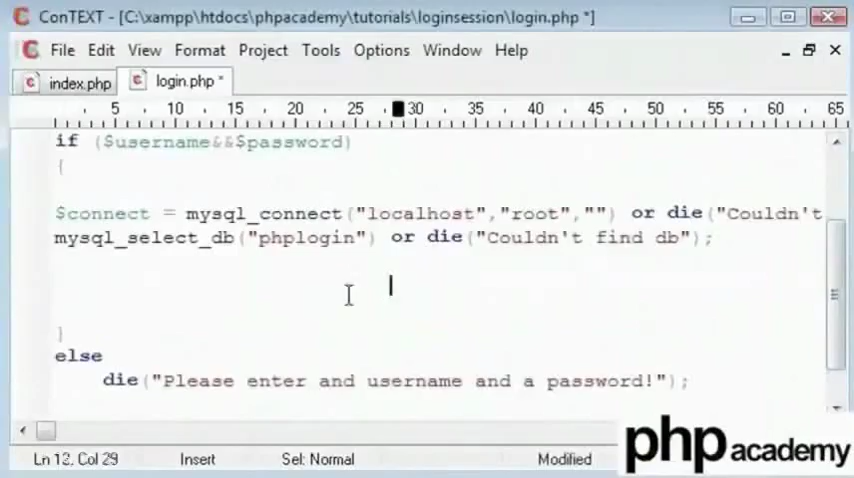 ConTEXT - [C:\xampp\htdocs\phpacademy\tutorials\loginsession\login.php *]
File Edit View Format Project Tools Options Window Help
index.php login.php *
5 10 15 20 25 30 35 40 45 50 55 60 65
if ($username&&$password)
{
$connect = mysql_connect("localhost","root","") or die("Couldn't
mysql_select_db("phplogin") or die("Couldn't find db");
}
else
die("Please enter and username and a password!");
Ln 12, Col 29 Insert Sel: Normal Modified
php academy